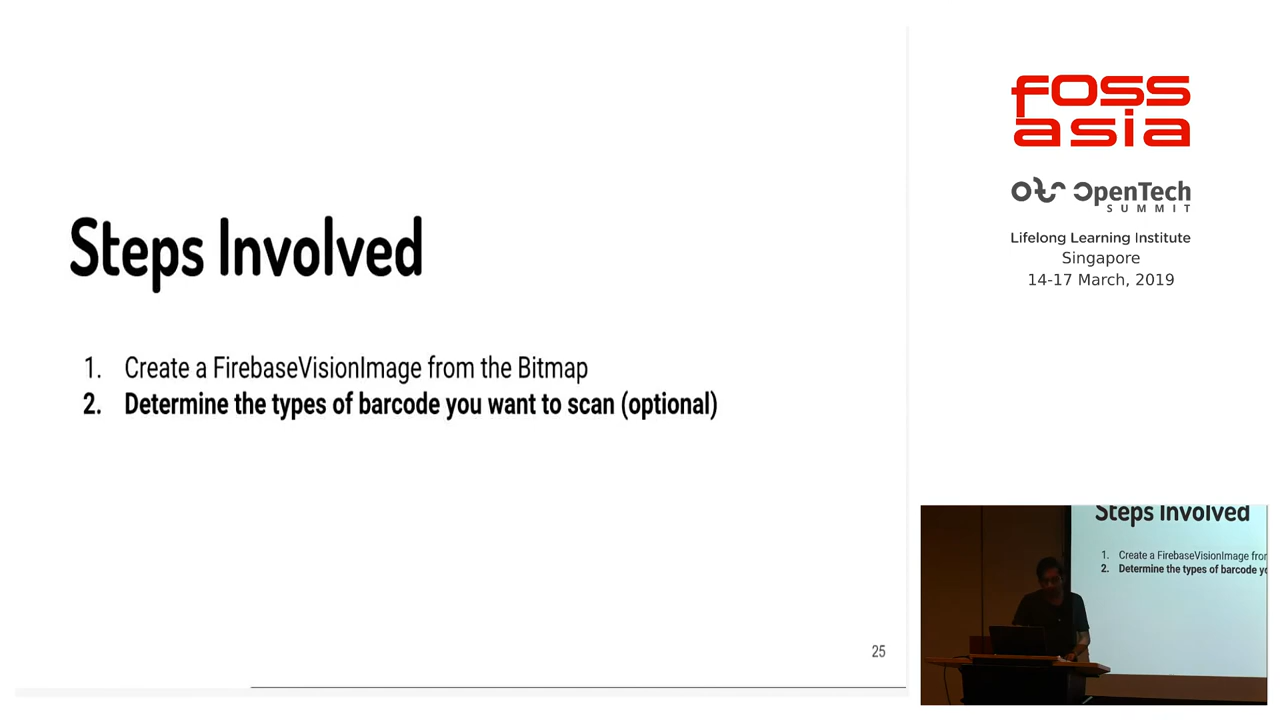 Steps Involved
1. Create a FirebaseVisionImage from the Bitmap
2. Determine the types of barcode you want to scan (optional)
25
FOSS
asia
OpenTech
SUMMIT
Lifelong Learning Institute
Singapore
14-17 March, 2019
Steps Involved
1. Create a FirebaseVisionImage from
2. Determine the types of barcode